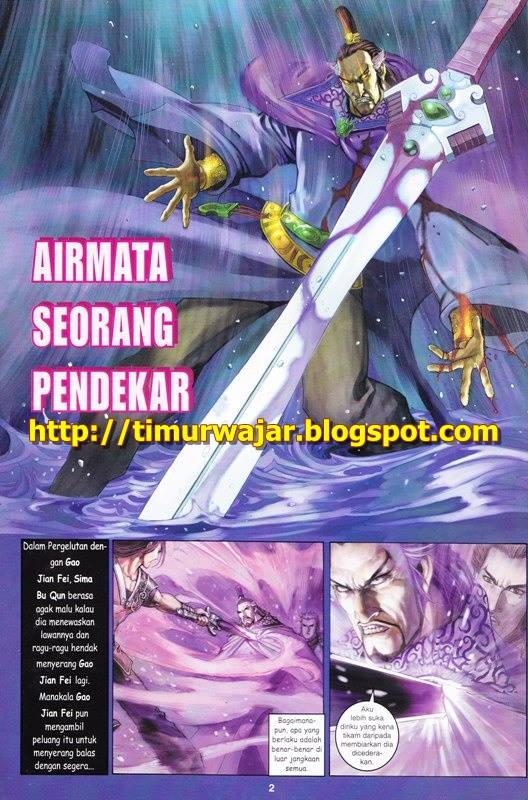 AIRMATA
SEORANG
PENDEKAR
http://timurwajar.blogspot.com
Dalam Pergelutan den-
gan Gao
Jian Fei, Sima
Bu Qun berasa
agak malu kalau
dia menewaskan
lawannya dan
ragu-ragu hendak
menyerang Gao
Jian Fei lagi.
Manakala Gao
Jian Fei pun
mengambil
peluang itu untuk
menyerang balas
dengan segera...
Bagaimana-
pun, apa yang
berlaku adalah
benar-benar di
luar jangkaan
semua.
Aku
lebih suka
diriku yang kena
tikam daripada
membiarkan dia
dicedera-
kan.
2